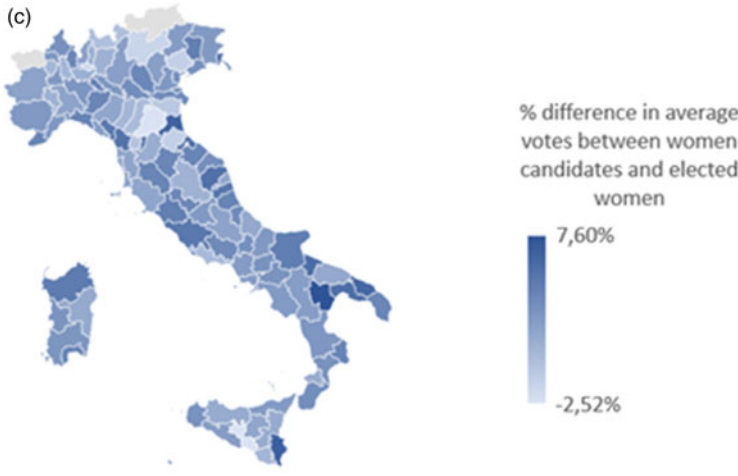 (c)
% difference in average
votes between women
candidates and elected
women
7,60%
-2,52%